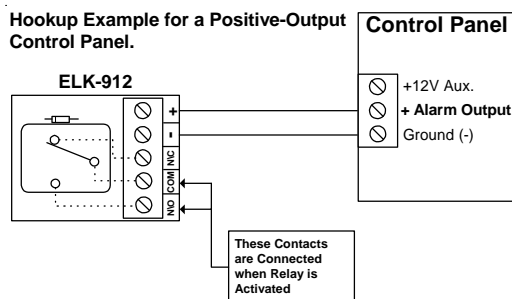 Hookup Example for a Positive-Output
Control Panel.
Control Panel
ELK-912
+
-
N\C
COM
N\O
+12V Aux.
+ Alarm Output
Ground (-)
These Contacts
are Connected
when Relay is
Activated